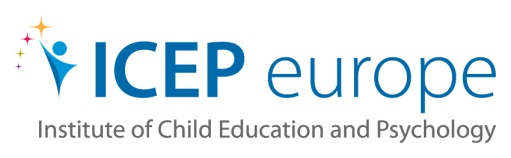 ICEP europe
Institute of Child Education and Psychology